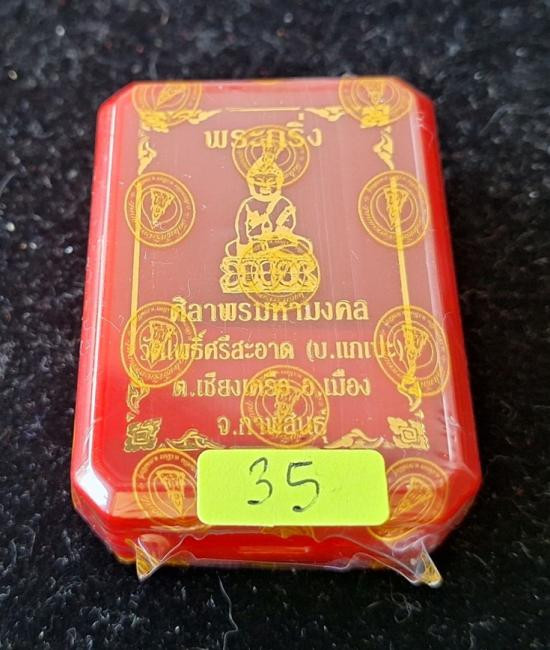 พระกริ่ง
ศิลาพรมหามงคล
วัดโพธิ์ศรีสะอาด (บ.แกเปะ)
ต.เชียงเครือ อ.เมือง
จ.กาฬสินธุ์
35